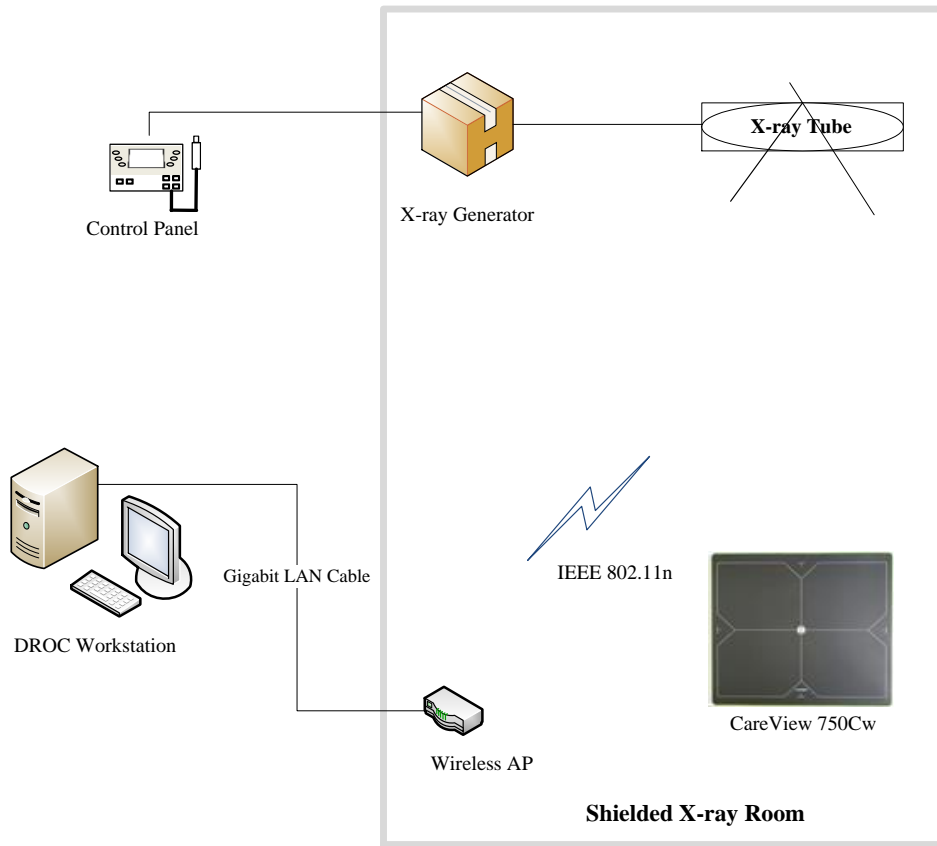 X-ray Tube
Control Panel
X-ray Generator
Gigabit LAN Cable
IEEE 802.11n
DROC Workstation
CareView 750Cw
Wireless AP
Shielded X-ray Room